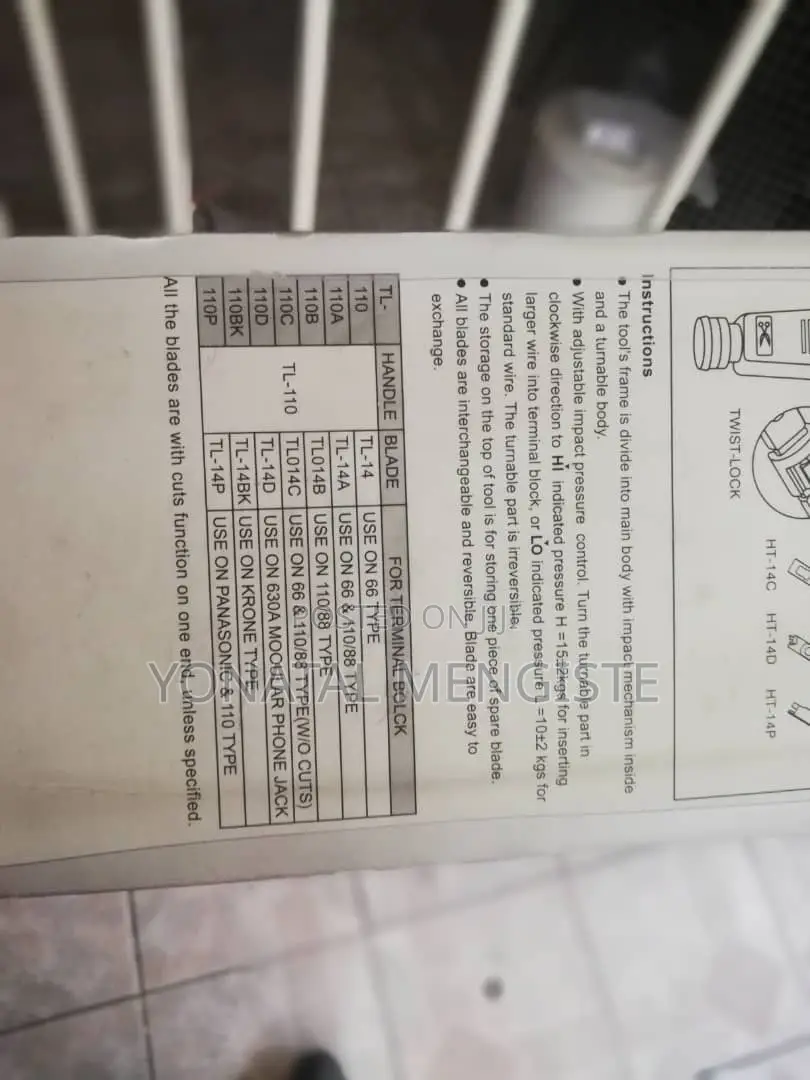 TWIST-LOCK
HT-14C HT-14D HT-14P
Instructions
● The tool's frame is divide into main body with impact mechanism inside
and a turnable body.
● With adjustable impact pressure control. Turn the turnable part in
clockwise direction to HI indicated pressure H =15±2kgs for inserting
larger wire into terminal block, or LO indicated pressure L =10±2 kgs for
standard wire. The turnable part is irreversible.
● The storage on the top of tool is for storing one piece of spare blade.
● All blades are interchangeable and reversible. Blade are easy to
exchange.
TL- HANDLE BLADE FOR TERMINAL BOLCK
110 TL-110 TL-14 USE ON 66 TYPE
110A TL-14A USE ON 66 & 110/88 TYPE
110B TL014B USE ON 110/88 TYPE
110C TL014C USE ON 66 & 110/88 TYPE(W/O CUTS)
110D TL-14D USE ON 630A MOOULAR PHONE JACK
110BK TL-14BK USE ON KRONE TYPE
110P TL-14P USE ON PANASONIC & 110 TYPE
All the blades are with cuts function on one end, unless specified.
YONATAL MENGISTE